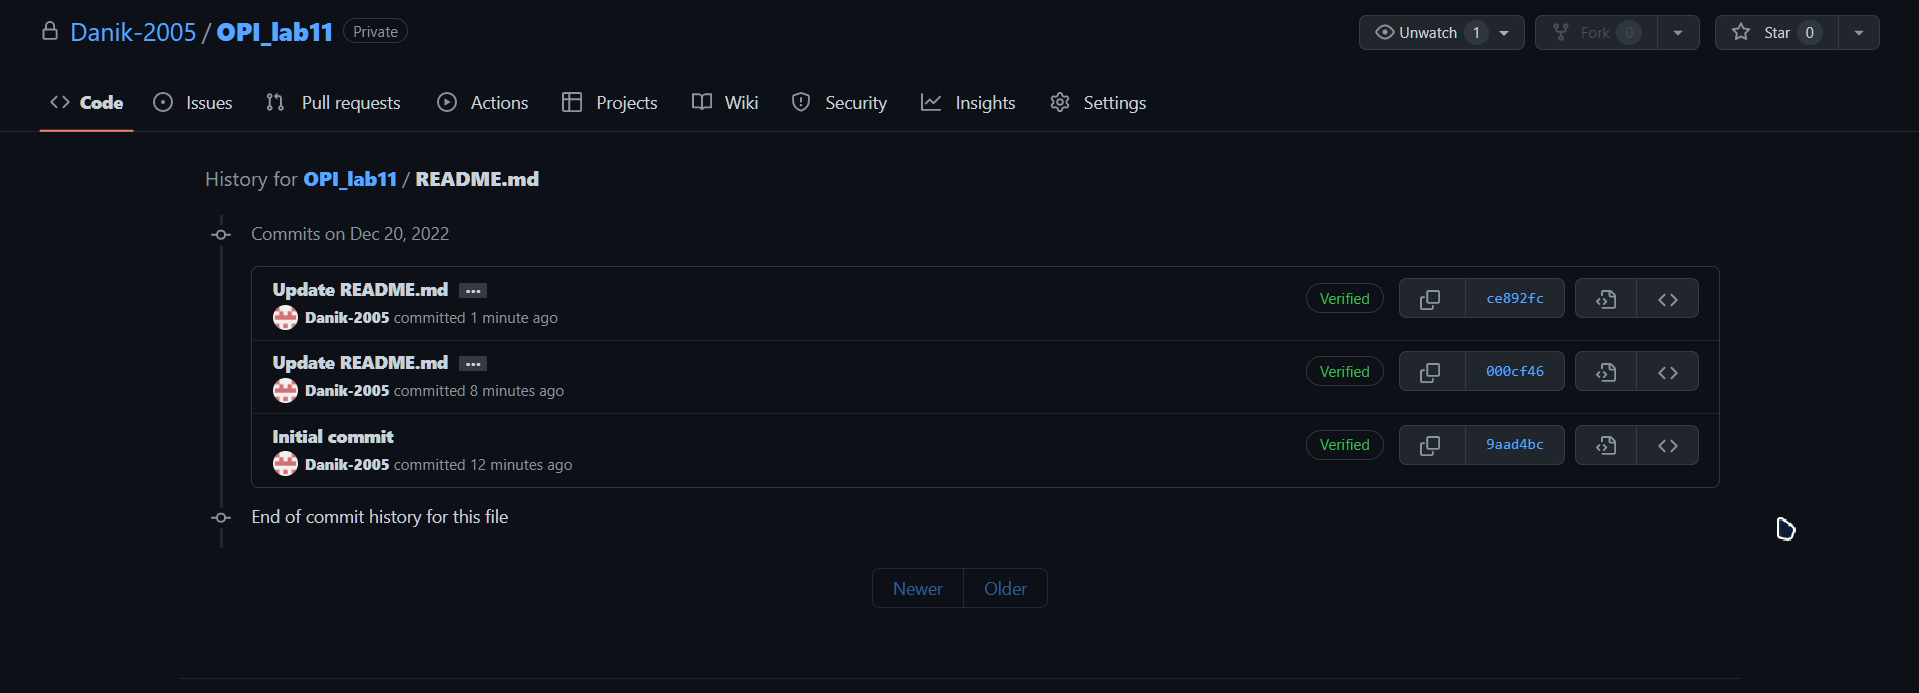 Danik-2005 / OPI_lab11 Private Unwatch 1 Fork 0 Star 0
Code Issues Pull requests Actions Projects Wiki Security Insights Settings
History for OPI_lab11 / README.md
Commits on Dec 20, 2022
Update README.md ... Verified ce892fc
Danik-2005 committed 1 minute ago
Update README.md ... Verified 000cf46
Danik-2005 committed 8 minutes ago
Initial commit Verified 9aad4bc
Danik-2005 committed 12 minutes ago
End of commit history for this file
Newer Older